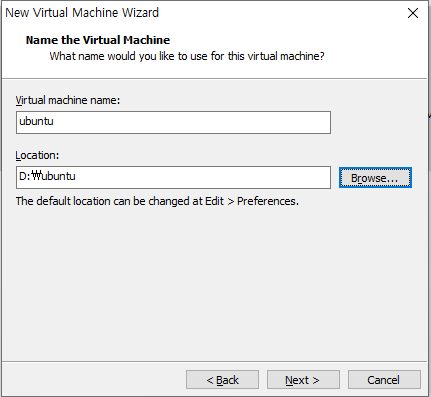 New Virtual Machine Wizard
Name the Virtual Machine
What name would you like to use for this virtual machine?
Virtual machine name:
ubuntu
Location:
D:₩ubuntu
Browse...
The default location can be changed at Edit > Preferences.
< Back
Next >
Cancel